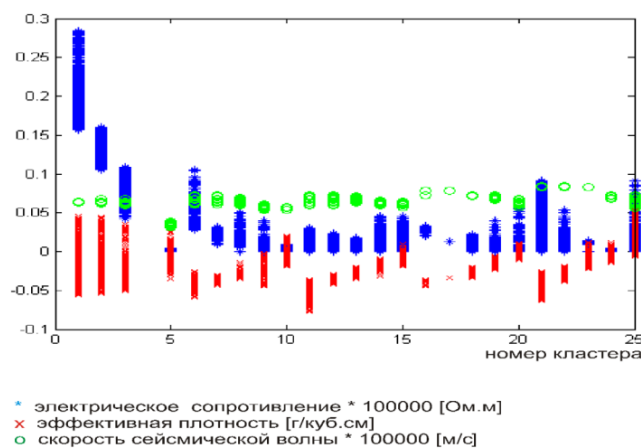 0.3
0.25
0.2
0.15
0.1
0.05
0
-0.05
-0.1
0 5 10 15 20 25
номер кластера
* электрическое сопротивление * 100000 [Ом.м]
× эффективная плотность [г/куб.см]
o скорость сейсмической волны * 100000 [м/с]